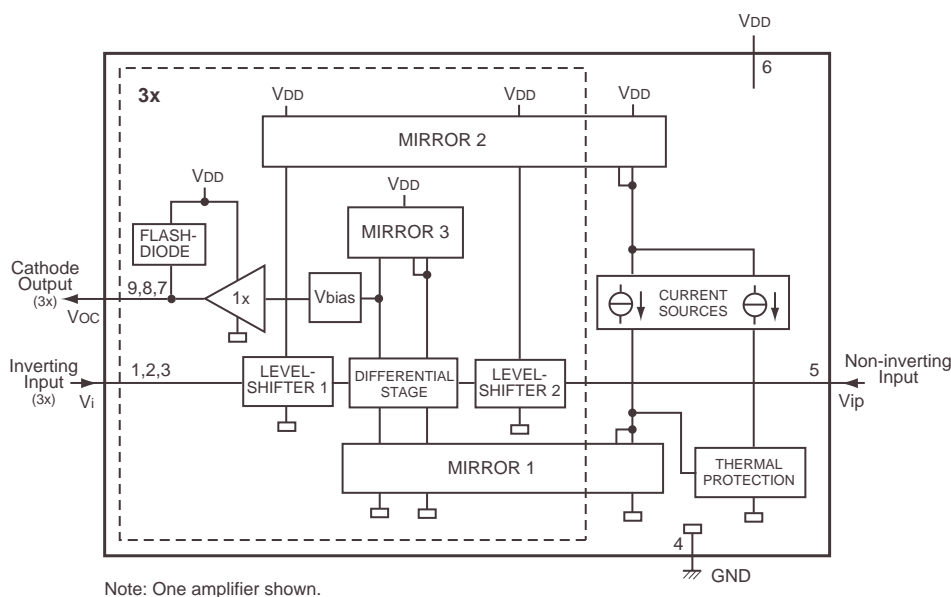 VDD
6
3x
VDD
VDD
VDD
MIRROR 2
VDD
VDD
FLASH-
DIODE
MIRROR 3
Cathode
Output
(3x)
9,8,7
1x
Vbias
CURRENT
SOURCES
VOC
Inverting
Input
(3x)
1,2,3
LEVEL-
SHIFTER 1
DIFFERENTIAL
STAGE
LEVEL-
SHIFTER 2
5
Non-inverting
Input
Vi
Vip
MIRROR 1
THERMAL
PROTECTION
4
GND
Note: One amplifier shown.